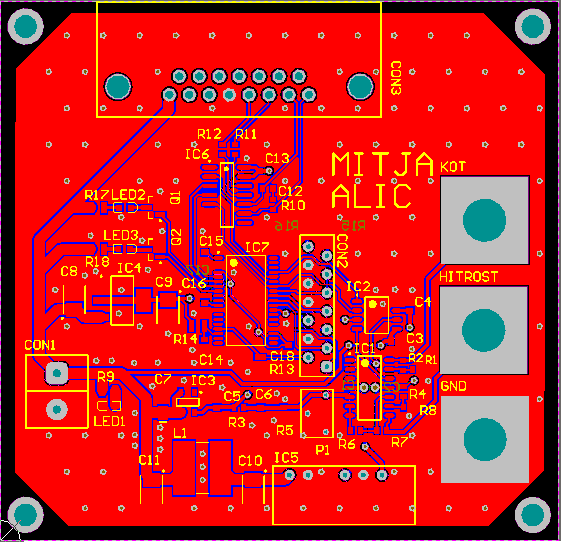 CON3
R12 R11
IC6
C13
MITJA
ALIC
KOT
R17 LED2
Q1
C12
R10
R16
R15
LED3
Q2
C15
IC7
CON2
R18
IC4
C8
C9
C16
IC2
C4
HITROST
R14
C3
CON1
C14
C18
R13
IC1
R2 R1
R9
C7
IC3
C5
C6
R4
GND
LED1
R3
R5
R8
L1
P1
R6
R7
C11
C10
IC5